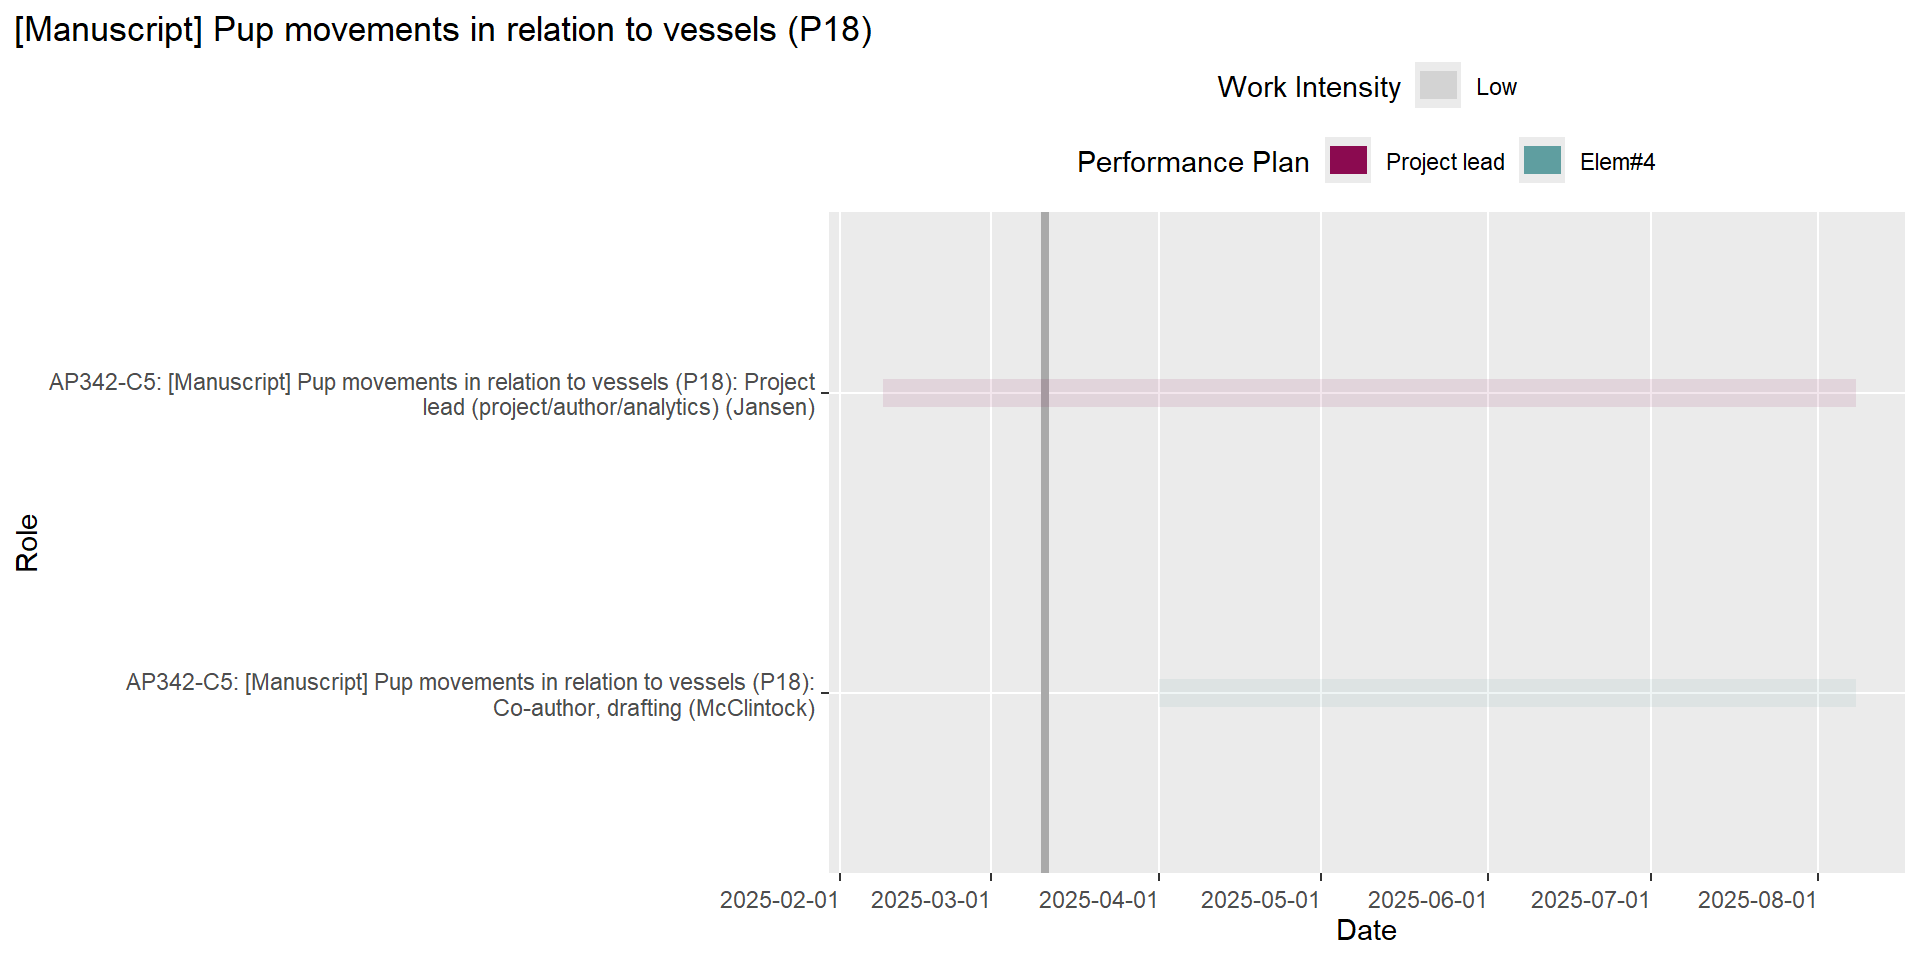 [Manuscript] Pup movements in relation to vessels (P18)
Work Intensity Low
Performance Plan Project lead Elem#4
AP342-C5: [Manuscript] Pup movements in relation to vessels (P18): Project
lead (project/author/analytics) (Jansen)
Role
AP342-C5: [Manuscript] Pup movements in relation to vessels (P18):
Co-author, drafting (McClintock)
2025-02-01 2025-03-01 2025-04-01 2025-05-01 2025-06-01 2025-07-01 2025-08-01
Date